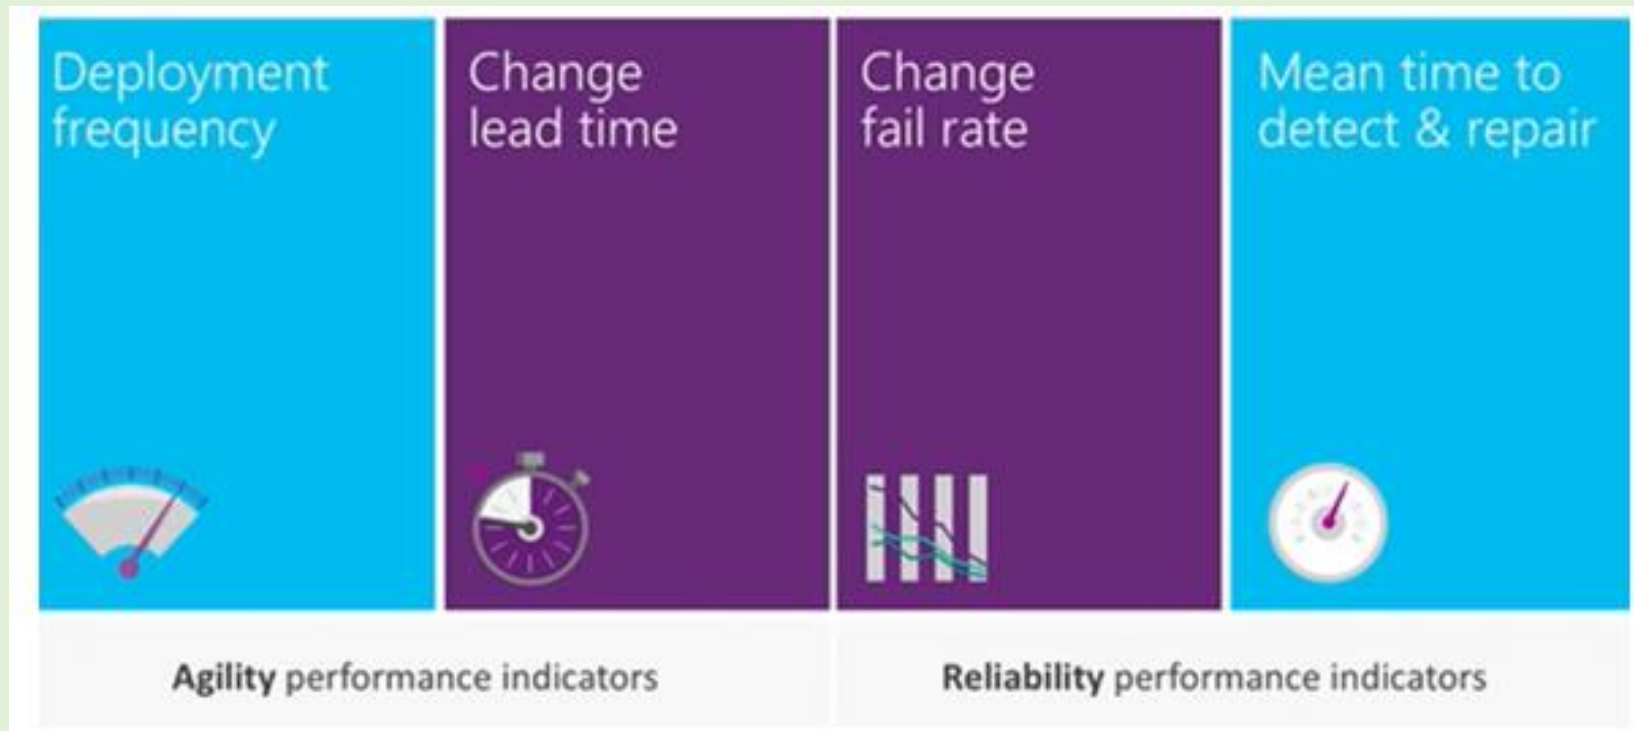 Deployment
frequency
Change
lead time
Change
fail rate
Mean time to
detect & repair
Agility performance indicators
Reliability performance indicators